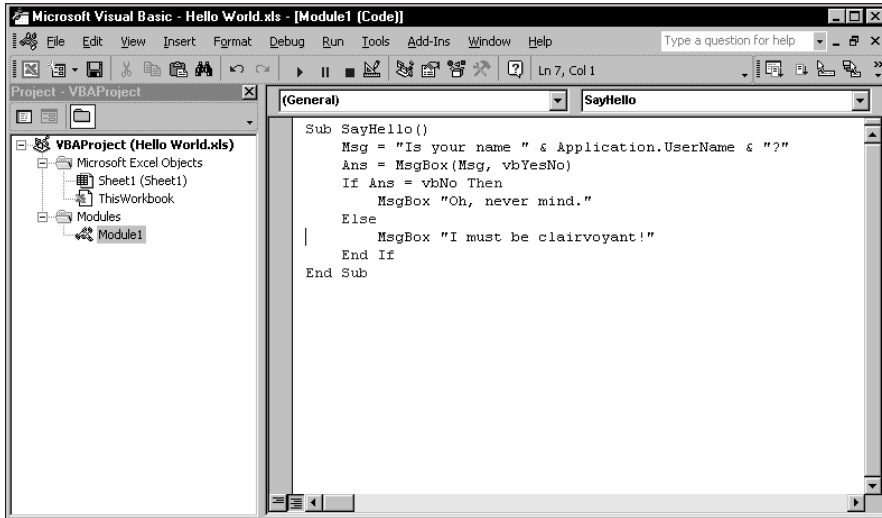 Microsoft Visual Basic - Hello World.xls - [Module1 (Code)]
File Edit View Insert Format Debug Run Tools Add-Ins Window Help Type a question for help
Ln 7, Col 1
Project - VBAProject
(General) SayHello
VBAProject (Hello World.xls)
Microsoft Excel Objects
Sheet1 (Sheet1)
ThisWorkbook
Modules
Module1
Sub SayHello()
Msg = "Is your name " & Application.UserName & "?"
Ans = MsgBox(Msg, vbYesNo)
If Ans = vbNo Then
MsgBox "Oh, never mind."
Else
MsgBox "I must be clairvoyant!"
End If
End Sub